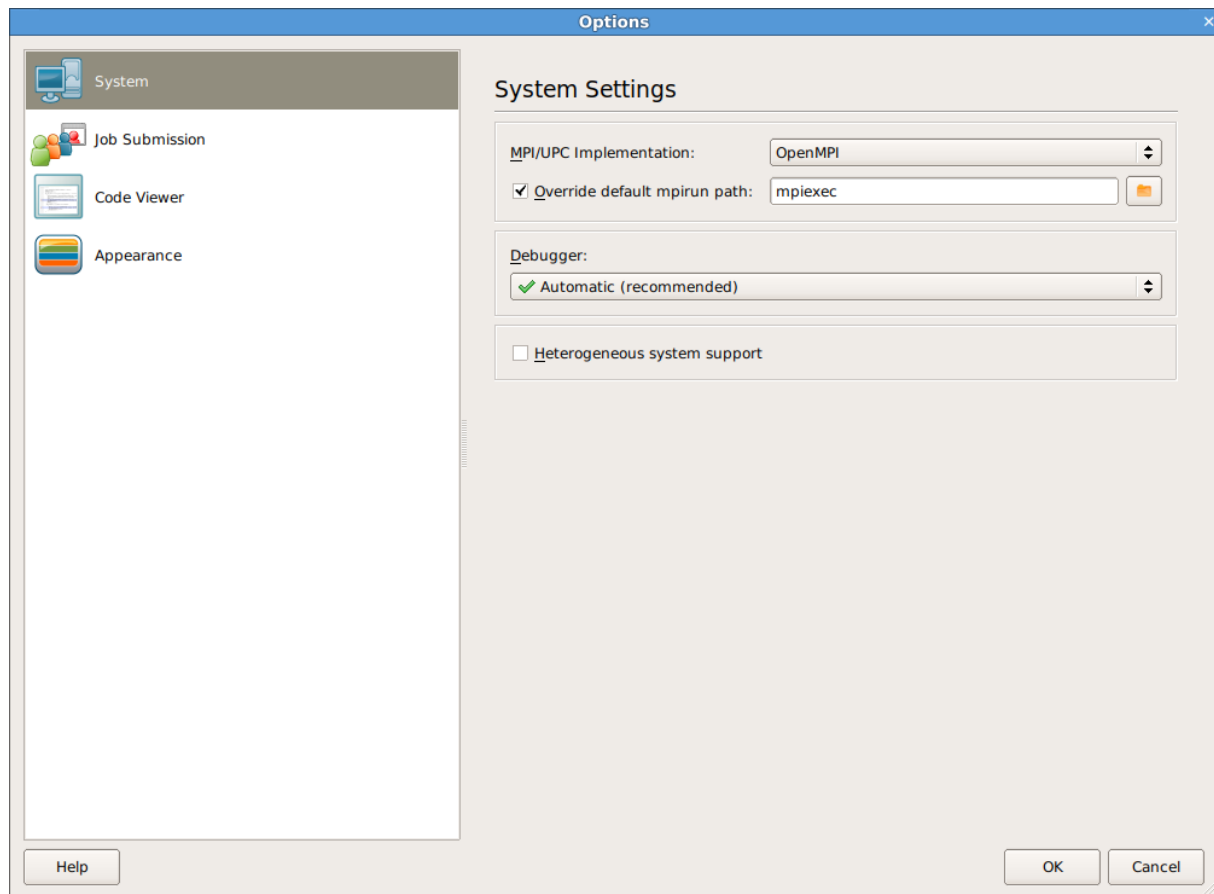 Options
System
Job Submission
Code Viewer
Appearance
System Settings
MPI/UPC Implementation: OpenMPI
Override default mpirun path: mpiexec
Debugger:
Automatic (recommended)
Heterogeneous system support
Help OK Cancel